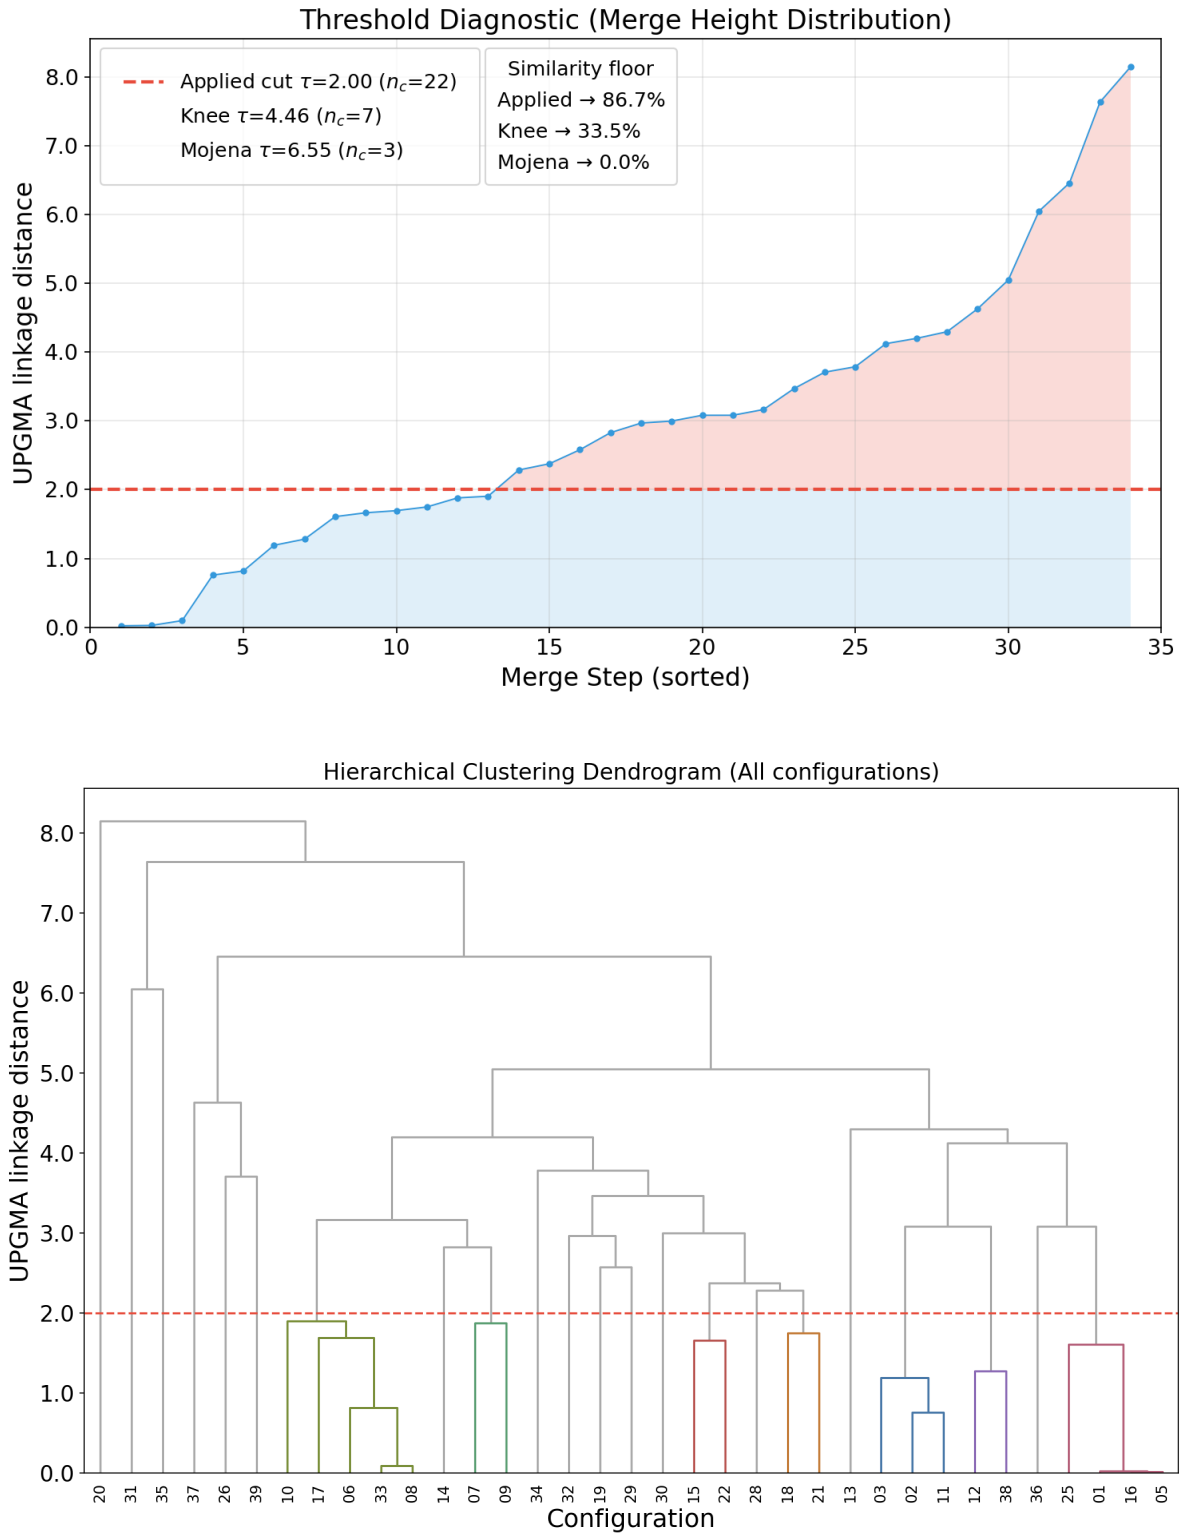 Threshold Diagnostic (Merge Height Distribution)
UPGMA linkage distance
8.0
7.0
6.0
5.0
4.0
3.0
2.0
1.0
0.0
Applied cut τ=2.00 (n_c=22)
Knee τ=4.46 (n_c=7)
Mojena τ=6.55 (n_c=3)
Similarity floor
Applied → 86.7%
Knee → 33.5%
Mojena → 0.0%
0 5 10 15 20 25 30 35
Merge Step (sorted)
Hierarchical Clustering Dendrogram (All configurations)
UPGMA linkage distance
8.0
7.0
6.0
5.0
4.0
3.0
2.0
1.0
0.0
20 31 35 37 26 39 10 17 06 33 08 14 07 09 34 32 19 29 30 15 22 28 18 21 13 03 02 11 12 38 36 25 01 16 05
Configuration